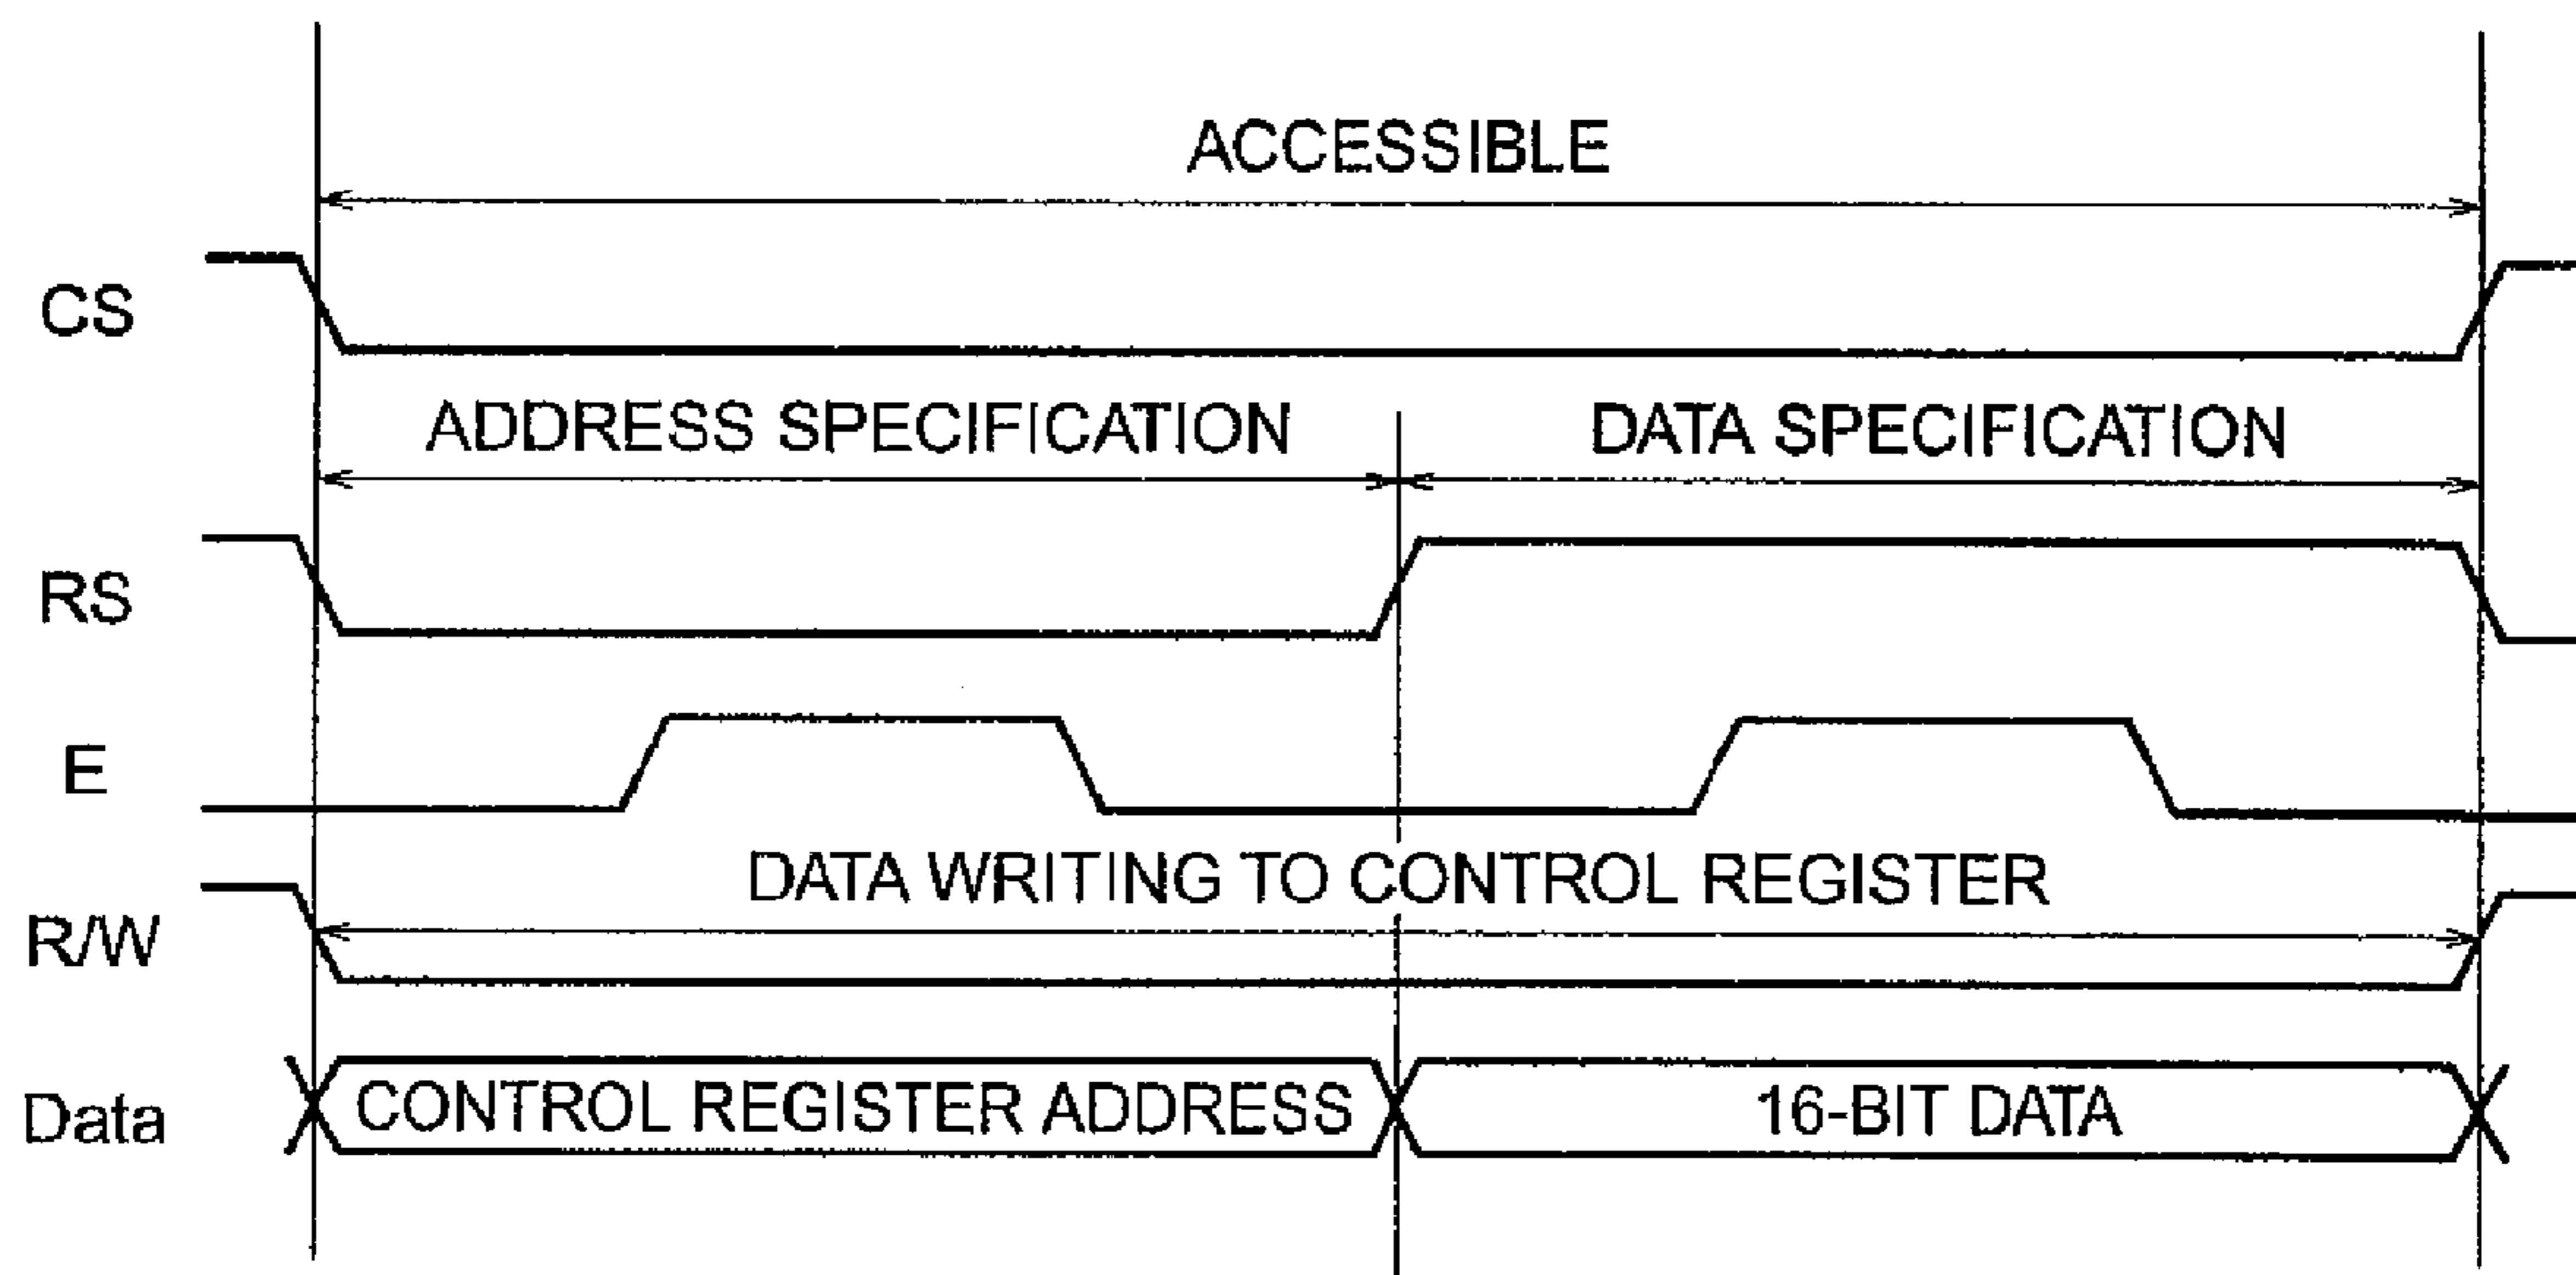 ACCESSIBLE
CS
ADDRESS SPECIFICATION DATA SPECIFICATION
RS
E
DATA WRITING TO CONTROL REGISTER
R/W
Data CONTROL REGISTER ADDRESS 16-BIT DATA